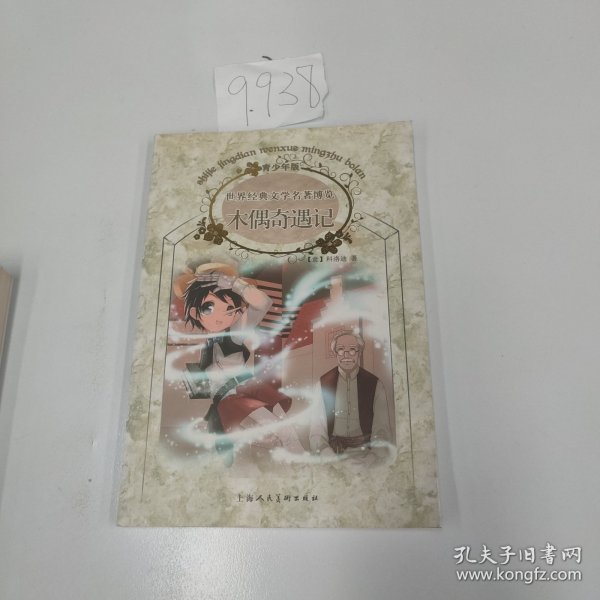 9.938
shijie jingdian wenxue mingzhu bolan
青少年版
世界经典文学名著博览
木偶奇遇记
【意】科洛迪 著
上海人民美术出版社
孔夫子旧书网
www.kongfz.com